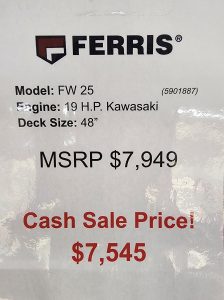 FERRIS®
Model: FW 25 (5901887)
Engine: 19 H.P. Kawasaki
Deck Size: 48"
MSRP $7,949
Cash Sale Price!
$7,545